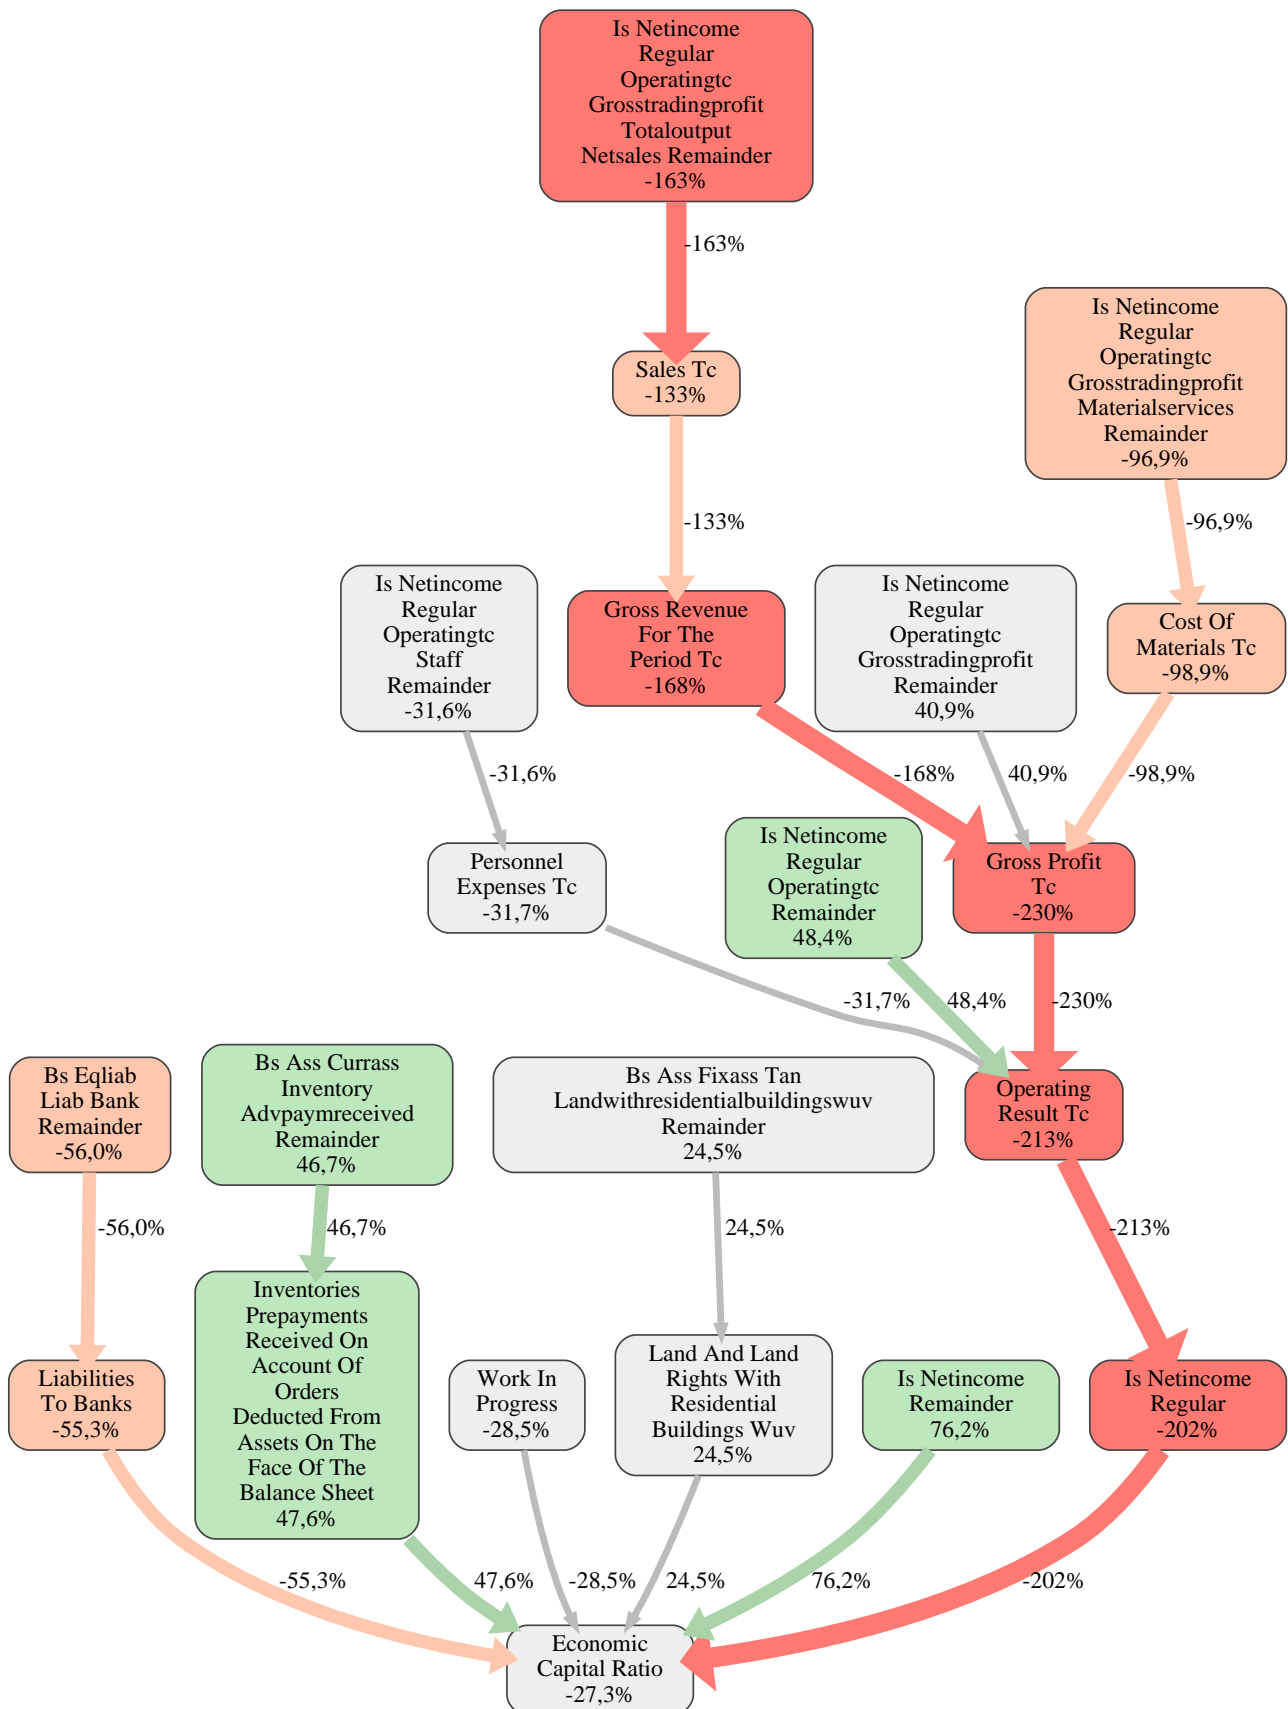 Is Netincome
Regular
Operatingtc
Grosstradingprofit
Totaloutput
Netsales Remainder
-163%
-163%
Is Netincome
Regular
Operatingtc
Grosstradingprofit
Materialservices
Remainder
-96,9%
Sales Tc
-133%
-133%
-96,9%
Is Netincome
Regular
Operatingtc
Staff
Remainder
-31,6%
Gross Revenue
For The
Period Tc
-168%
Is Netincome
Regular
Operatingtc
Grosstradingprofit
Remainder
40,9%
Cost Of
Materials Tc
-98,9%
-31,6%
-168%
40,9%
-98,9%
Personnel
Expenses Tc
-31,7%
Is Netincome
Regular
Operatingtc
Remainder
48,4%
Gross Profit
Tc
-230%
-31,7%
48,4%
-230%
Bs Eqliab
Liab Bank
Remainder
-56,0%
Bs Ass Currass
Inventory
Advpaymreceived
Remainder
46,7%
Bs Ass Fixass Tan
Landwithresidentialbuildingswuv
Remainder
24,5%
Operating
Result Tc
-213%
-56,0%
46,7%
24,5%
-213%
Liabilities
To Banks
-55,3%
Inventories
Prepayments
Received On
Account Of
Orders
Deducted From
Assets On The
Face Of The
Balance Sheet
47,6%
Work In
Progress
-28,5%
Land And Land
Rights With
Residential
Buildings Wuv
24,5%
Is Netincome
Remainder
76,2%
Is Netincome
Regular
-202%
-55,3%
47,6%
-28,5%
24,5%
76,2%
-202%
Economic
Capital Ratio
-27,3%